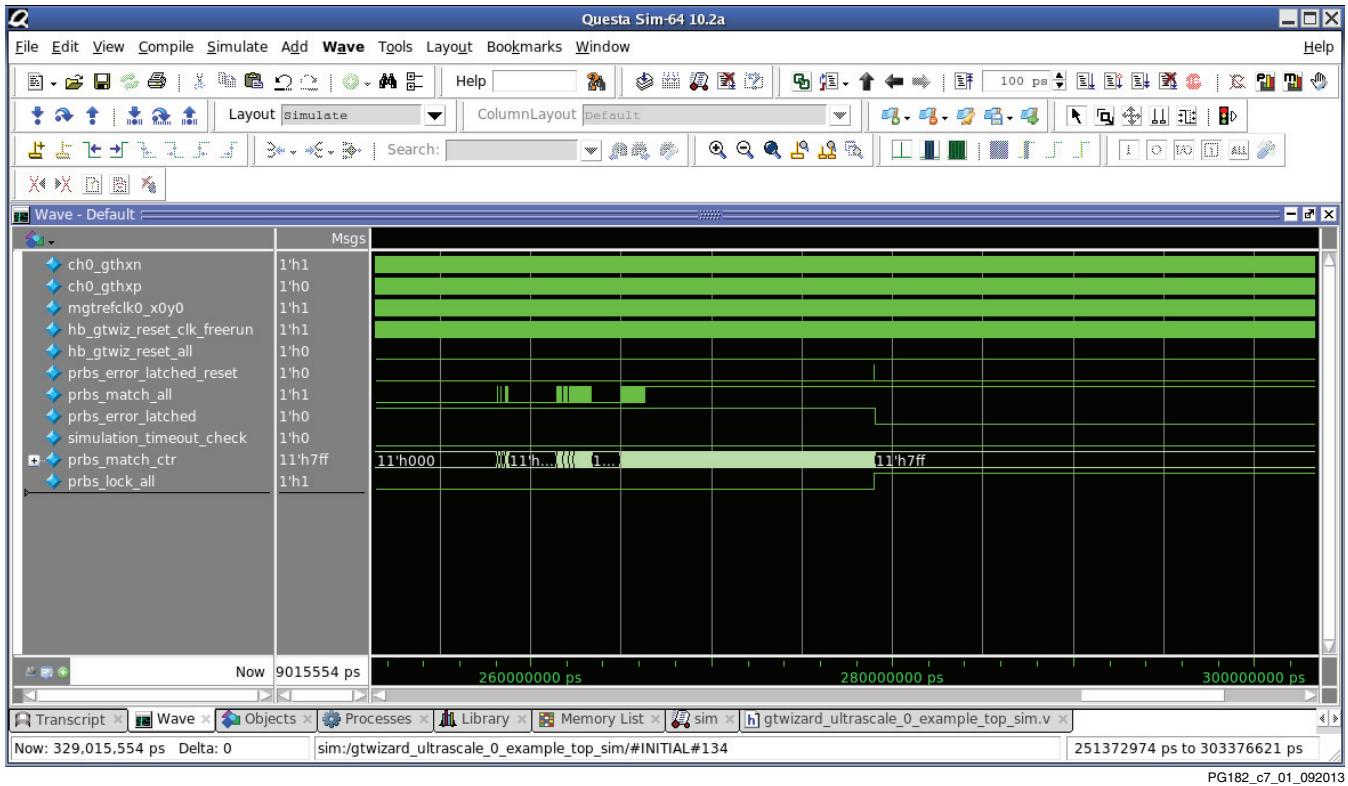 Questa Sim-64 10.2a
File Edit View Compile Simulate Add Wave Tools Layout Bookmarks Window Help
Help 100 ps
Layout Simulate ColumnLayout Default
Search: I O I/O ALL
Wave - Default
Msgs
ch0_gthxn 1'h1
ch0_gthxp 1'h0
mgtrefclk0_x0y0 1'h1
hb_gtwiz_reset_clk_freerun 1'h1
hb_gtwiz_reset_all 1'h0
prbs_error_latched_reset 1'h0
prbs_match_all 1'h1
prbs_error_latched 1'h0
simulation_timeout_check 1'h0
prbs_match_ctr 11'h7ff 11'h000 11'h... 1... 11'h7ff
prbs_lock_all 1'h1
Now 9015554 ps 260000000 ps 280000000 ps 300000000 ps
Transcript Wave Objects Processes Library Memory List sim gtwizard_ultrascale_0_example_top_sim.v
Now: 329,015,554 ps Delta: 0 sim:/gtwizard_ultrascale_0_example_top_sim/#INITIAL#134 251372974 ps to 303376621 ps
PG182_c7_01_092013